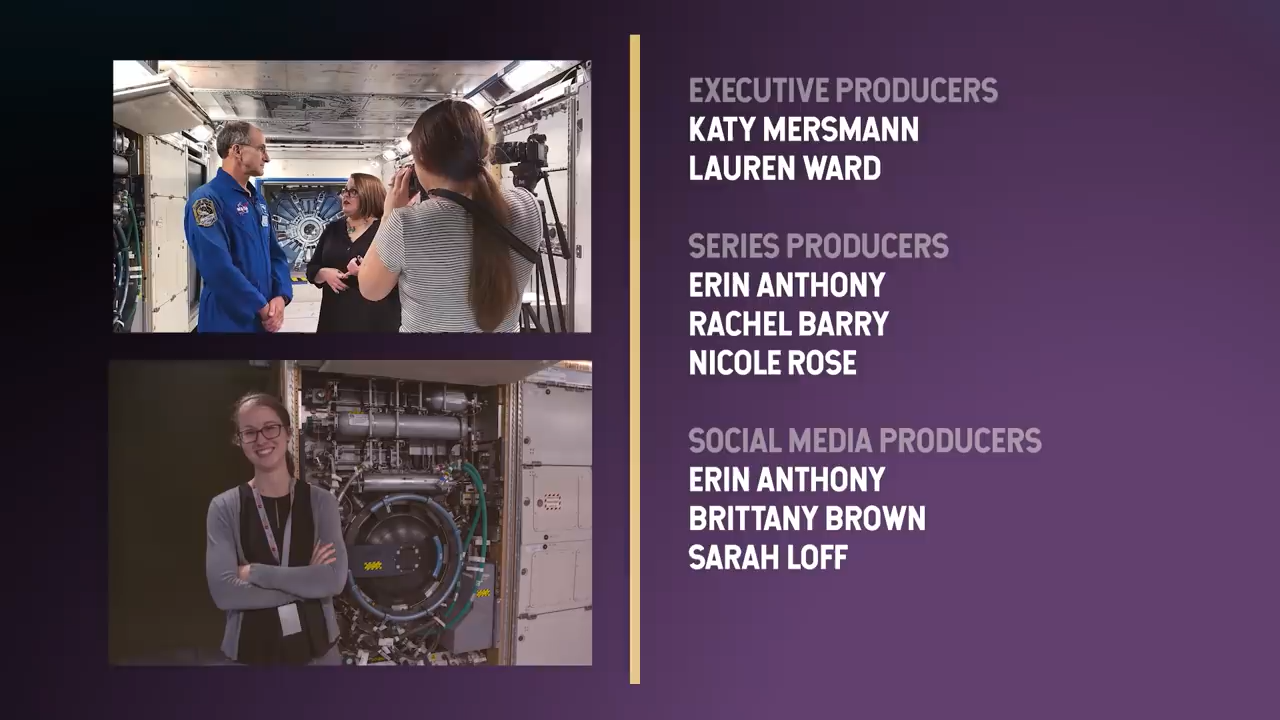 EXECUTIVE PRODUCERS
KATY MERSMANN
LAUREN WARD
SERIES PRODUCERS
ERIN ANTHONY
RACHEL BARRY
NICOLE ROSE
SOCIAL MEDIA PRODUCERS
ERIN ANTHONY
BRITTANY BROWN
SARAH LOFF